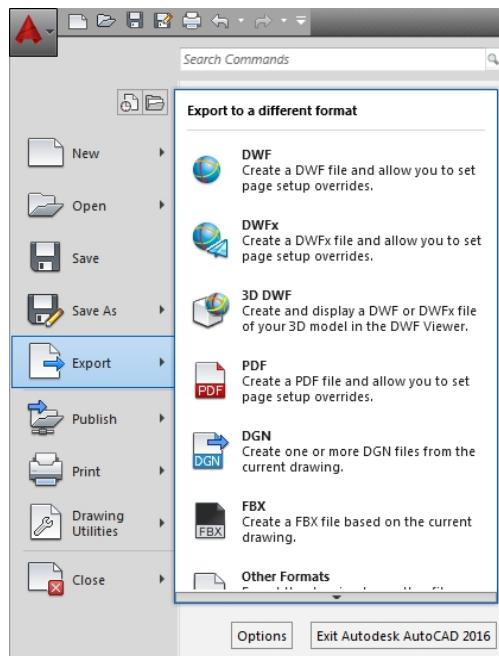 Search Commands
Export to a different format
New
Open
Save
Save As
Export
Publish
Print
Drawing
Utilities
Close
DWF
Create a DWF file and allow you to set
page setup overrides.
DWFx
Create a DWFx file and allow you to set
page setup overrides.
3D DWF
Create and display a DWF or DWFx file
of your 3D model in the DWF Viewer.
PDF
PDF
Create a PDF file and allow you to set
page setup overrides.
DGN
DGN
Create one or more DGN files from the
current drawing.
FBX
FBX
Create a FBX file based on the current
drawing.
Other Formats
Options
Exit Autodesk AutoCAD 2016